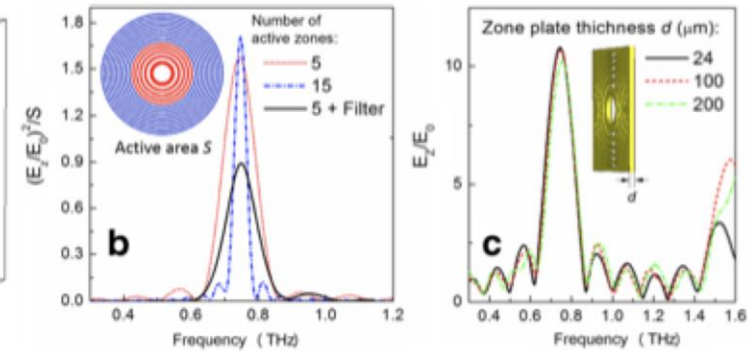 1.8
1.5
1.2
0.9
0.6
0.3
0.0
(E_z/E_0)^2/S
Number of
active zones:
5
15
5 + Filter
Active area S
b
0.4 0.6 0.8 1.0 1.2
Frequency (THz)
10
5
0
E_z/E_0
Zone plate thichness d (μm):
24
100
200
d
c
0.4 0.6 0.8 1.0 1.2 1.4 1.6
Frequency (THz)